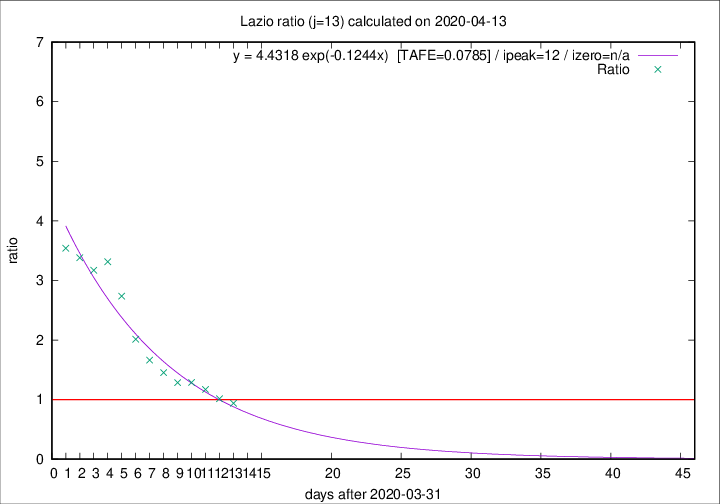 Lazio ratio (j=13) calculated on 2020-04-13
y = 4.4318 exp(-0.1244x)  [TAFE=0.0785] / ipeak=12 / izero=n/a
Ratio
7
6
5
4
3
2
1
0
ratio
0 1 2 3 4 5 6 7 8 9 10 11 12 13 14 15 20 25 30 35 40 45
days after 2020-03-31